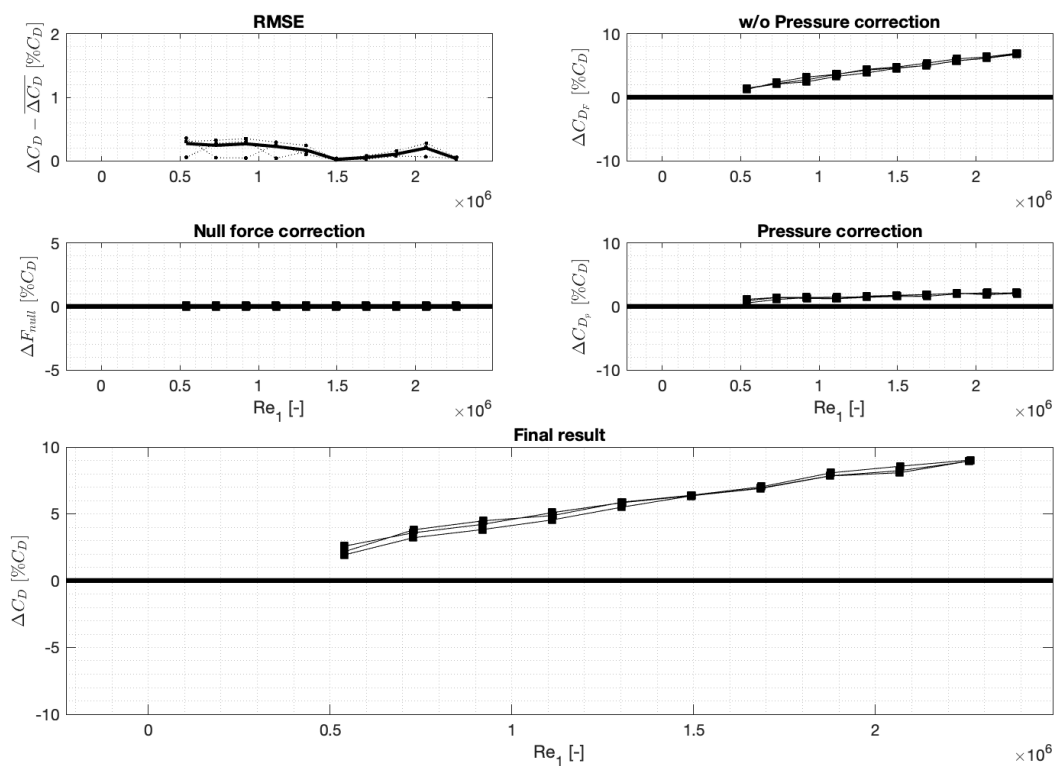 RMSE
ΔC_D − \overline{ΔC_D} [%C_D]
2
1
0
0 0.5 1 1.5 2
×10^6
w/o Pressure correction
ΔC_{D_F} [%C_D]
10
0
-10
0 0.5 1 1.5 2
×10^6
Null force correction
ΔF_{null} [%C_D]
5
0
-5
0 0.5 1 1.5 2
Re_1 [-]
×10^6
Pressure correction
ΔC_{D_p} [%C_D]
10
0
-10
0 0.5 1 1.5 2
Re_1 [-]
×10^6
Final result
ΔC_D [%C_D]
10
5
0
-5
-10
0 0.5 1 1.5 2
Re_1 [-]
×10^6